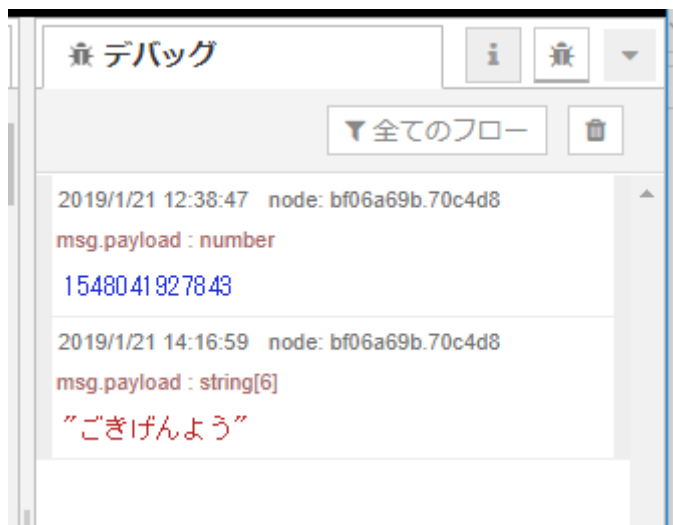 デバッグ
i
全てのフロー
2019/1/21 12:38:47 node: bf06a69b.70c4d8
msg.payload : number
1548041927843
2019/1/21 14:16:59 node: bf06a69b.70c4d8
msg.payload : string[6]
"ごきげんよう"